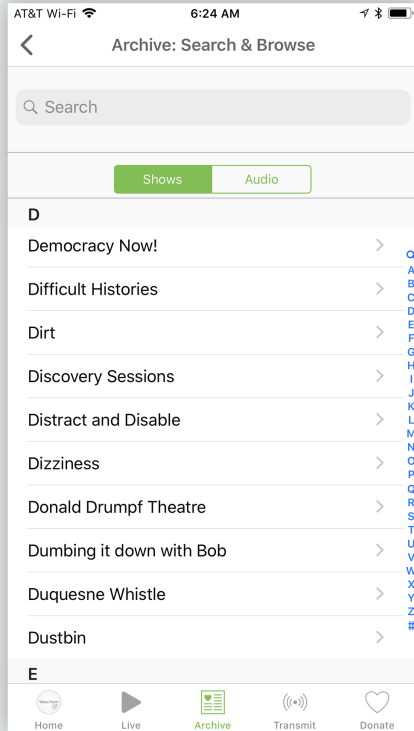 AT&T Wi-Fi 6:24 AM
Archive: Search & Browse
Search
Shows Audio
D
Democracy Now!
Difficult Histories
Dirt
Discovery Sessions
Distract and Disable
Dizziness
Donald Drumpf Theatre
Dumbing it down with Bob
Duquesne Whistle
Dustbin
E
A
B
C
D
E
F
G
H
I
J
K
L
M
N
O
P
Q
R
S
T
U
V
W
X
Y
Z
#
Home Live Archive Transmit Donate